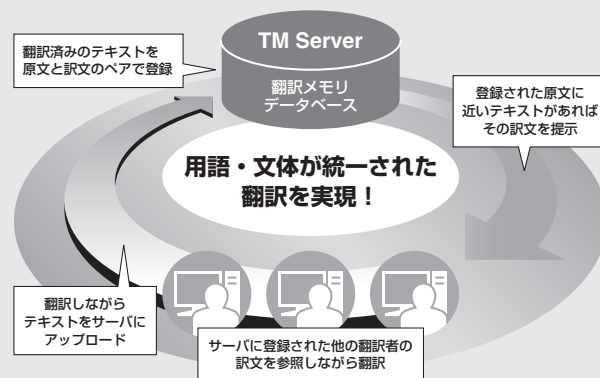 翻訳済みのテキストを
原文と訳文のペアで登録
TM Server
翻訳メモリ
データベース
登録された原文に
近いテキストがあれば
その訳文を提示
用語・文体が統一された
翻訳を実現！
翻訳しながら
テキストをサーバに
アップロード
サーバに登録された他の翻訳者の
訳文を参照しながら翻訳